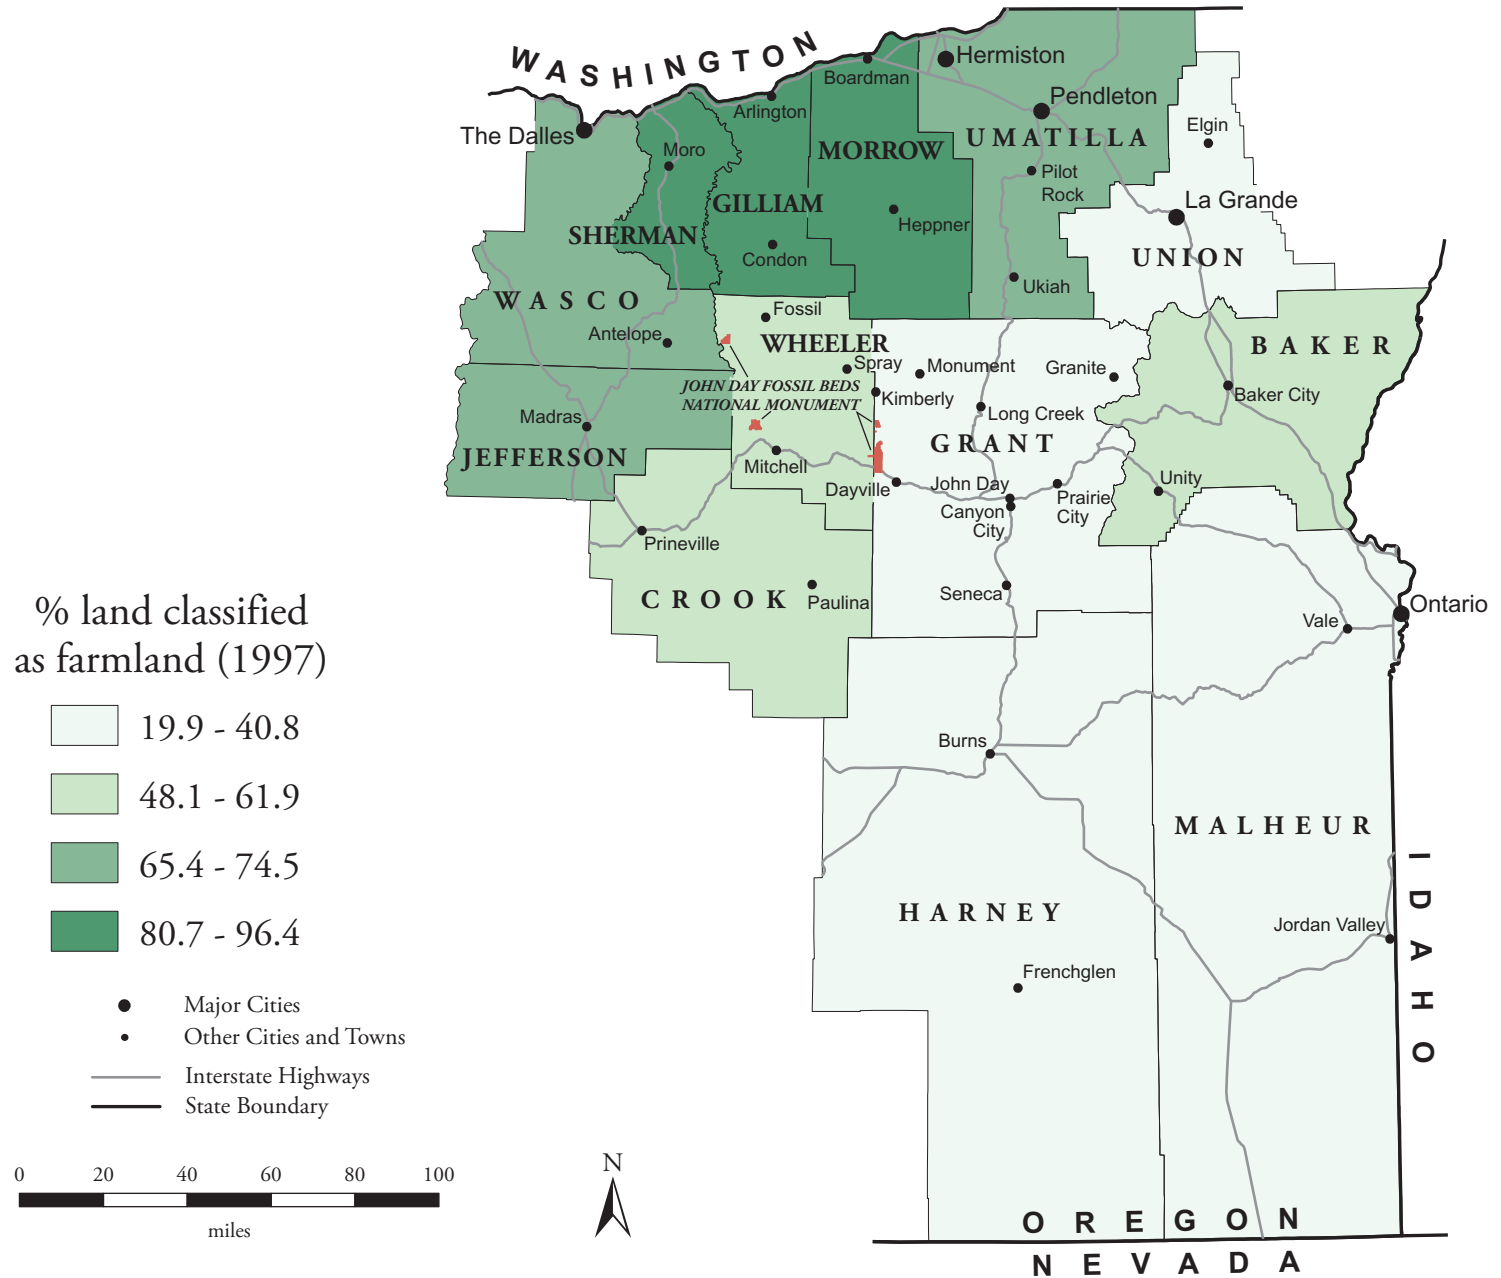 WASHINGTON
Hermiston
Boardman
Pendleton
Arlington
The Dalles
Elgin
UMATILLA
Moro
MORROW
Pilot
Rock
La Grande
GILLIAM
Heppner
SHERMAN
Condon
UNION
Ukiah
WASCO
Fossil
Antelope
WHEELER
BAKER
Spray
Monument
Granite
JOHN DAY FOSSIL BEDS
NATIONAL MONUMENT
Kimberly
Baker City
Long Creek
Madras
GRANT
JEFFERSON
Mitchell
Dayville
John Day
Canyon
City
Prairie
City
Unity
Prineville
CROOK
Paulina
Seneca
Ontario
Vale
Burns
MALHEUR
HARNEY
Jordan Valley
Frenchglen
IDAHO
OREGON
NEVADA
% land classified
as farmland (1997)
19.9 - 40.8
48.1 - 61.9
65.4 - 74.5
80.7 - 96.4
Major Cities
Other Cities and Towns
Interstate Highways
State Boundary
0 20 40 60 80 100
miles
N